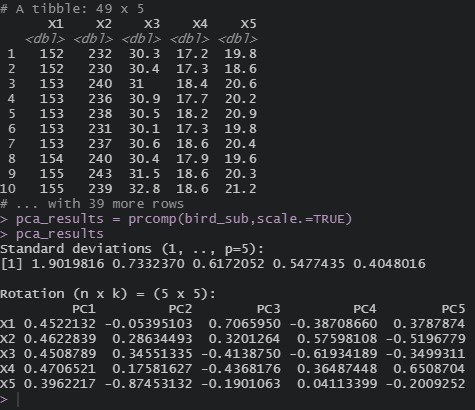 # A tibble: 49 x 5
X1 X2 X3 X4 X5
<dbl> <dbl> <dbl> <dbl> <dbl>
1 152 232 30.3 17.2 19.8
2 152 230 30.4 17.3 18.6
3 153 240 31 18.4 20.6
4 153 236 30.9 17.7 20.2
5 153 238 30.5 18.2 20.9
6 153 231 30.1 17.3 19.8
7 153 237 30.6 18.6 20.4
8 154 240 30.4 17.9 19.6
9 155 243 31.5 18.6 20.3
10 155 239 32.8 18.6 21.2
# ... with 39 more rows
> pca_results = prcomp(bird_sub,scale.=TRUE)
> pca_results
Standard deviations (1, .., p=5):
[1] 1.9019816 0.7332370 0.6172052 0.5477435 0.4048016
Rotation (n x k) = (5 x 5):
PC1 PC2 PC3 PC4 PC5
X1 0.4522132 -0.05395103 0.7065950 -0.38708660 0.3787874
X2 0.4622839 0.28634493 0.3201264 0.57598108 -0.5196779
X3 0.4508789 0.34551335 -0.4138750 -0.61934189 -0.3499311
X4 0.4706521 0.17581627 -0.4368176 0.36487448 0.6508704
X5 0.3962217 -0.87453132 -0.1901063 0.04113399 -0.2009252
>